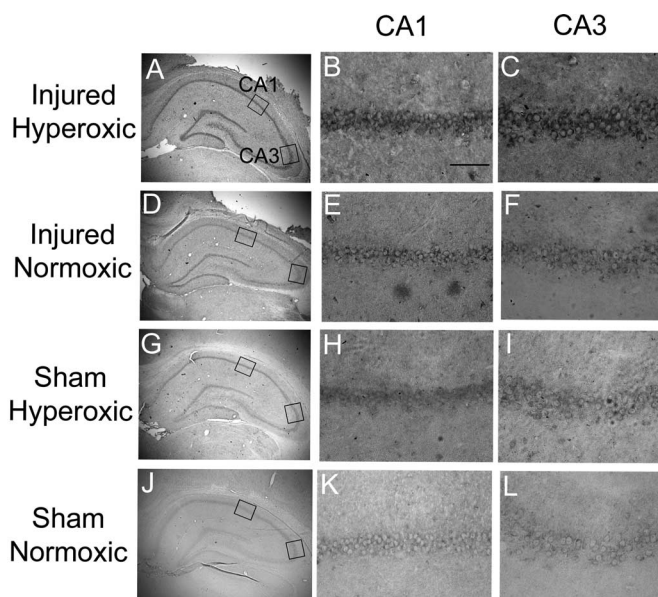 CA1 CA3
Injured
Hyperoxic
A CA1 CA3
B
C
Injured
Normoxic
D
E
F
Sham
Hyperoxic
G
H
I
Sham
Normoxic
J
K
L